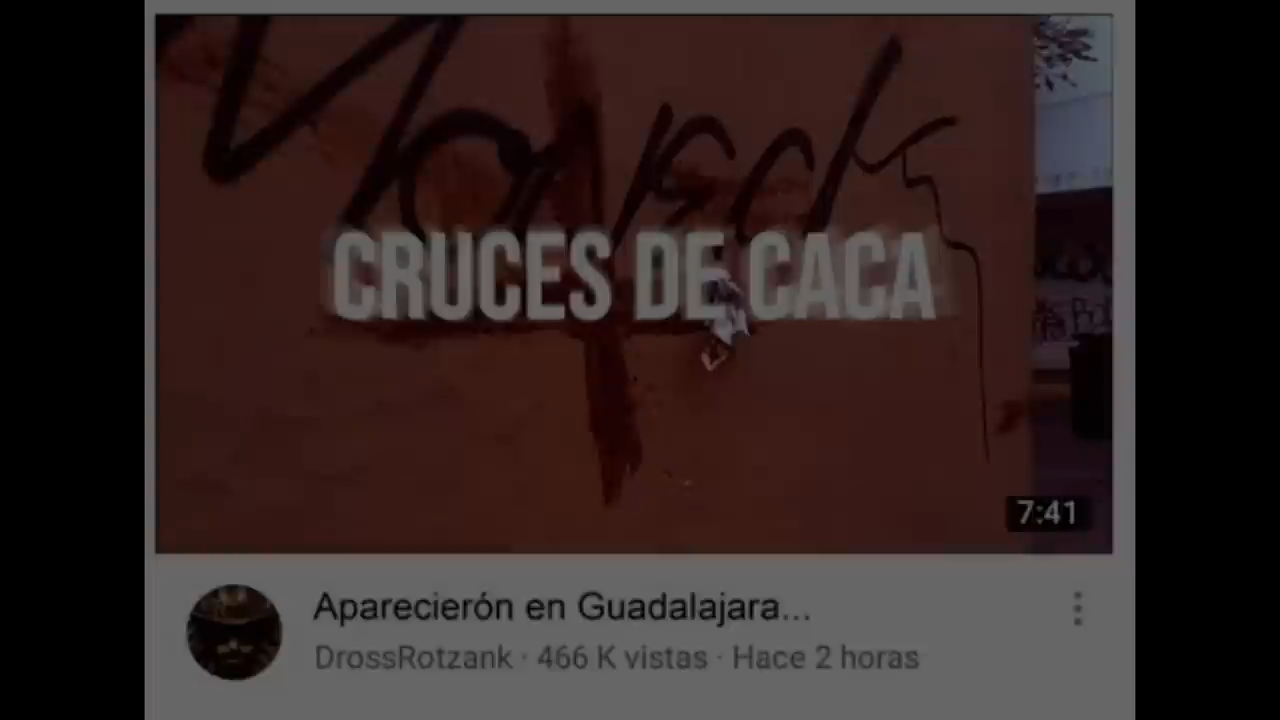 CRUCES DE CACA
7:41
Aparecierón en Guadalajara...
DrossRotzank · 466 K vistas · Hace 2 horas